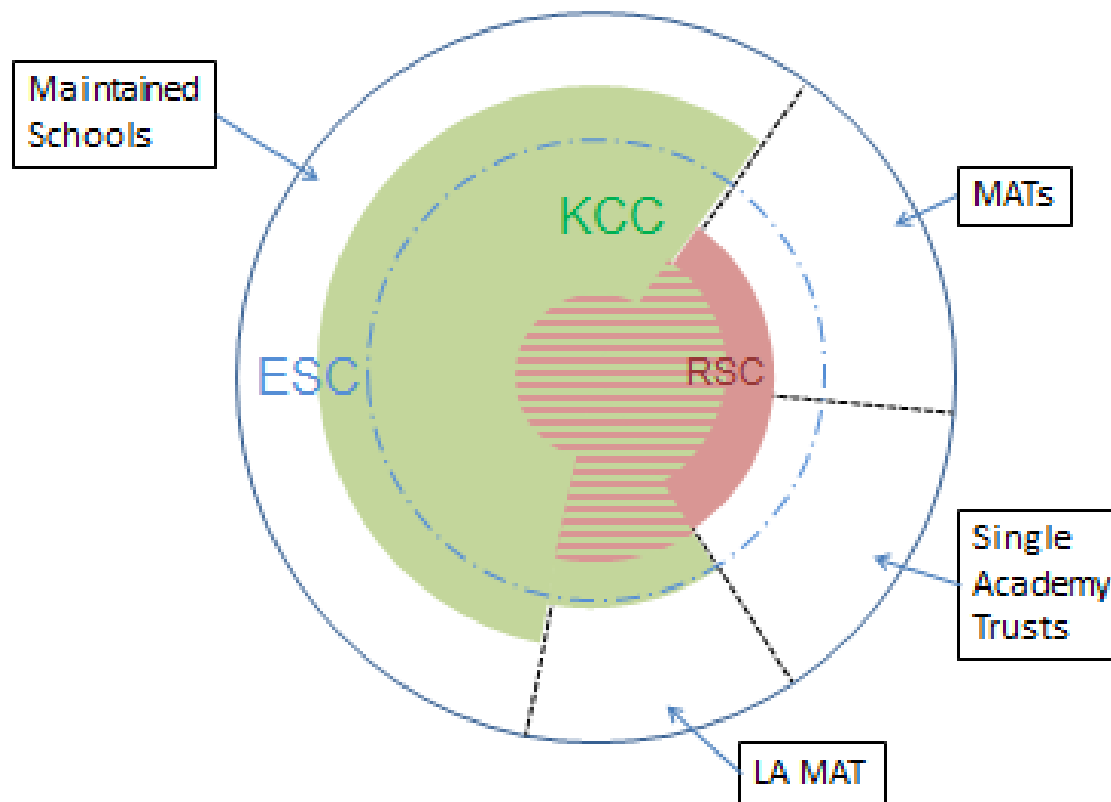 Maintained
Schools
MATs
KCC
ESC
RSC
Single
Academy
Trusts
LA MAT